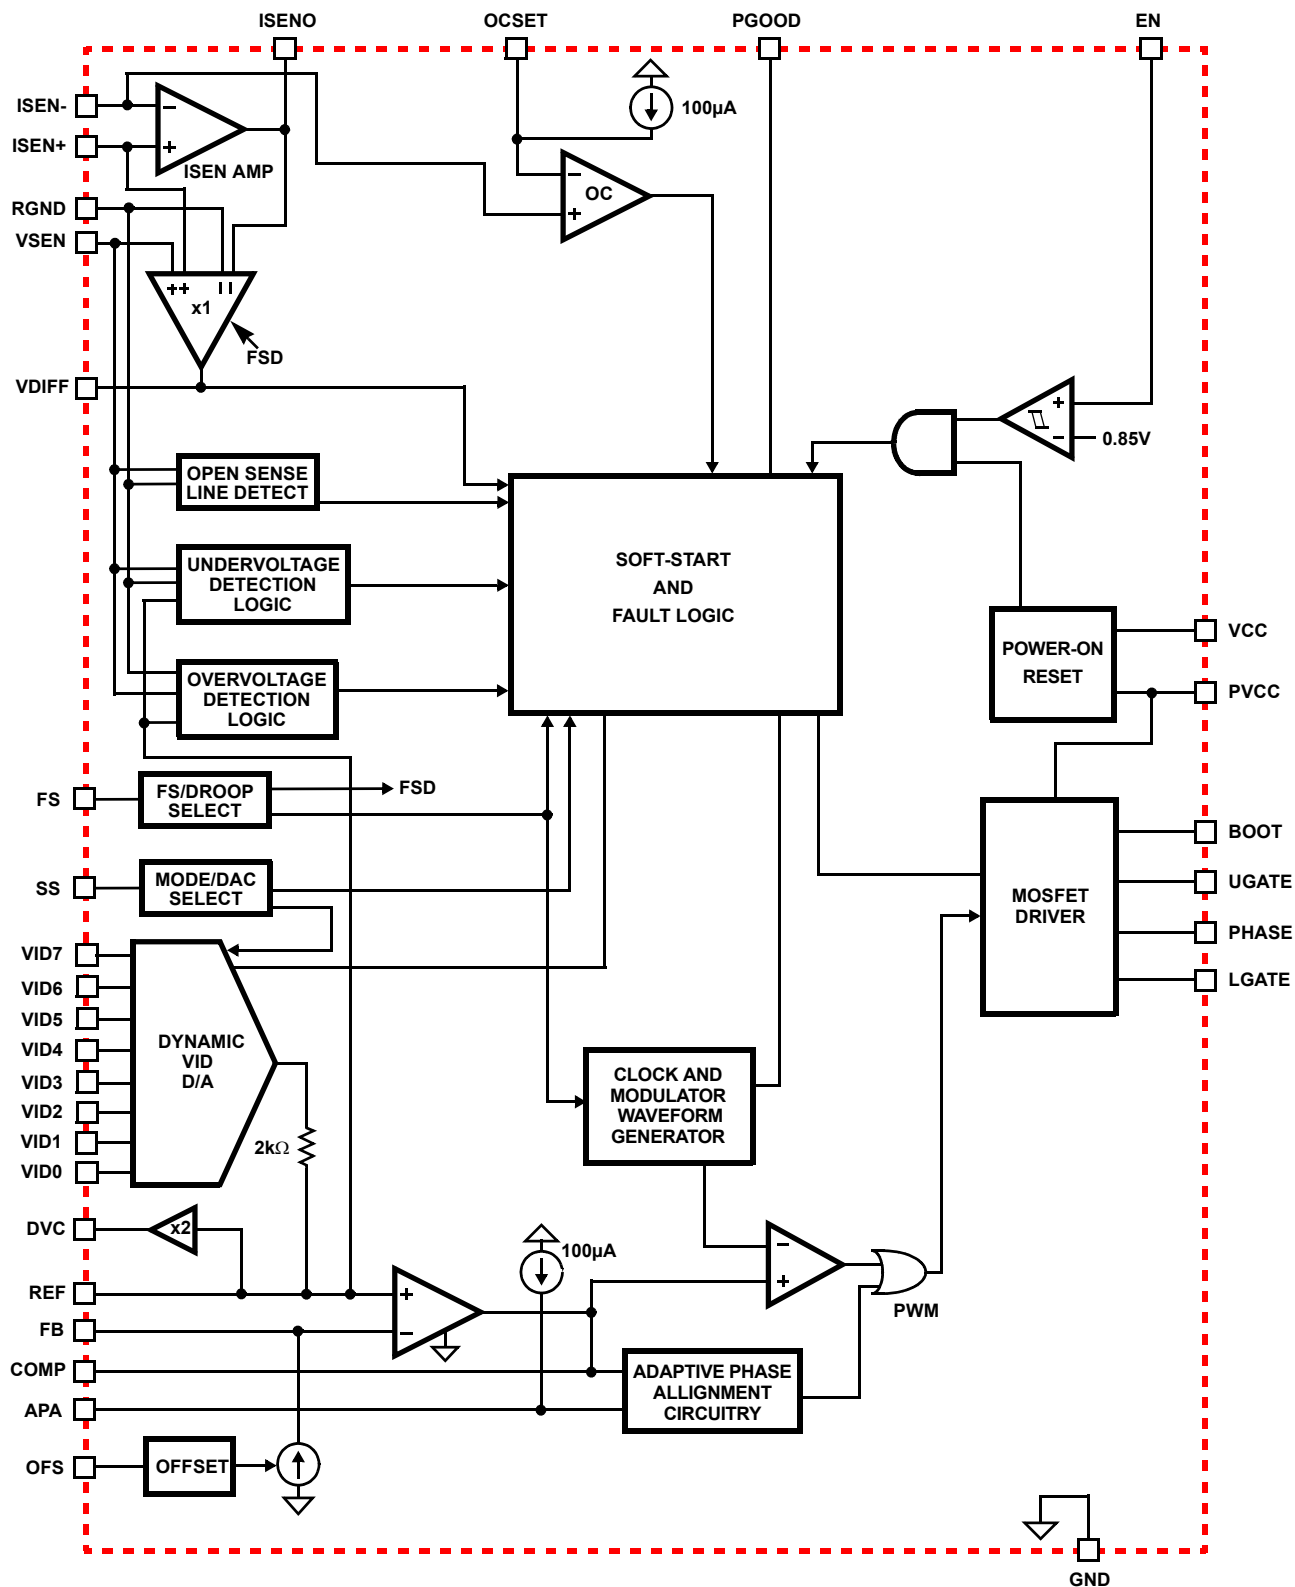 ISENO
OCSET
PGOOD
EN
ISEN-
ISEN+
RGND
VSEN
−
+
ISEN AMP
100µA
−
OC
+
++
− −
x1
FSD
VDIFF
+
−
0.85V
OPEN SENSE
LINE DETECT
UNDERVOLTAGE
DETECTION
LOGIC
OVERVOLTAGE
DETECTION
LOGIC
SOFT-START
AND
FAULT LOGIC
POWER-ON
RESET
VCC
PVCC
FS
FS/DROOP
SELECT
FSD
SS
MODE/DAC
SELECT
MOSFET
DRIVER
BOOT
UGATE
PHASE
LGATE
VID7
VID6
VID5
VID4
VID3
VID2
VID1
VID0
DYNAMIC
VID
D/A
2kΩ
CLOCK AND
MODULATOR
WAVEFORM
GENERATOR
DVC
x2
REF
FB
COMP
APA
OFS
+
−
100µA
−
+
PWM
ADAPTIVE PHASE
ALLIGNMENT
CIRCUITRY
OFFSET
GND